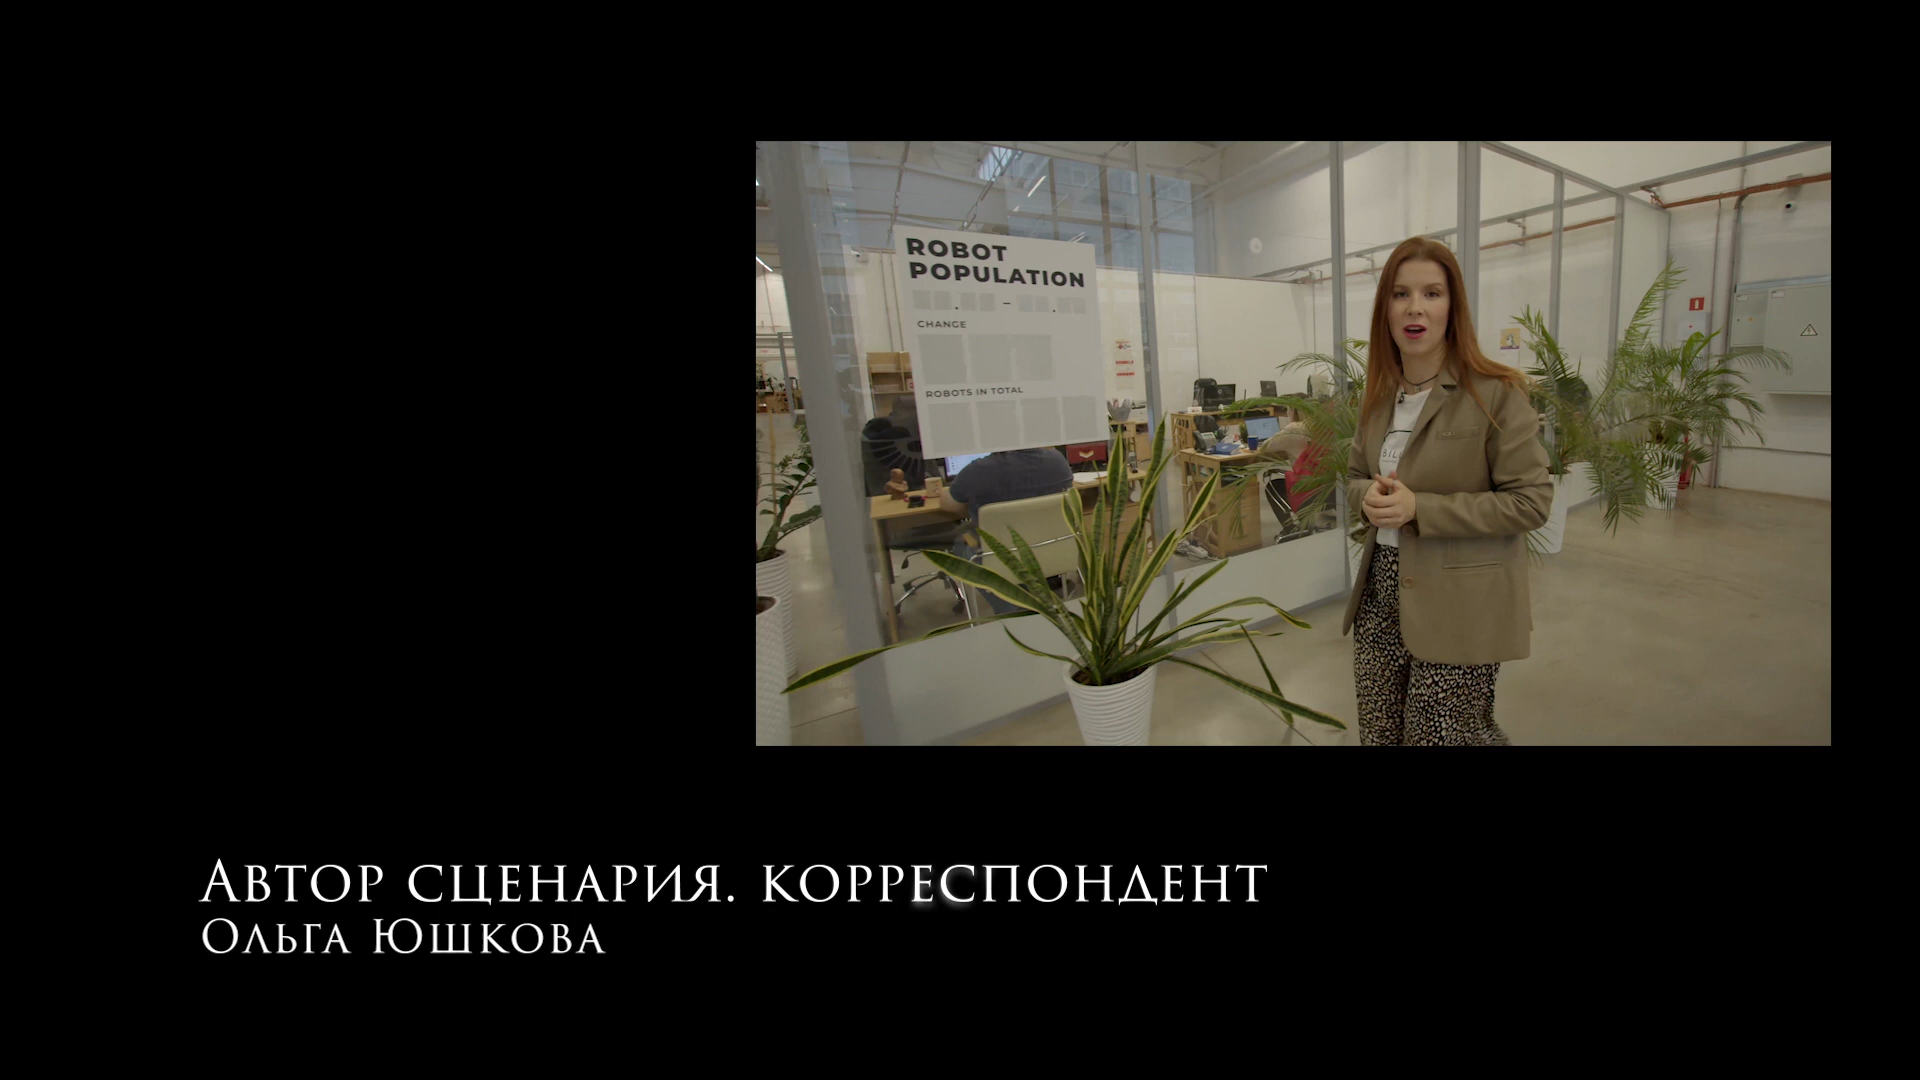 ROBOT
POPULATION
CHANGE
ROBOTS IN TOTAL
Автор сценария. корреспондент
Ольга Юшкова